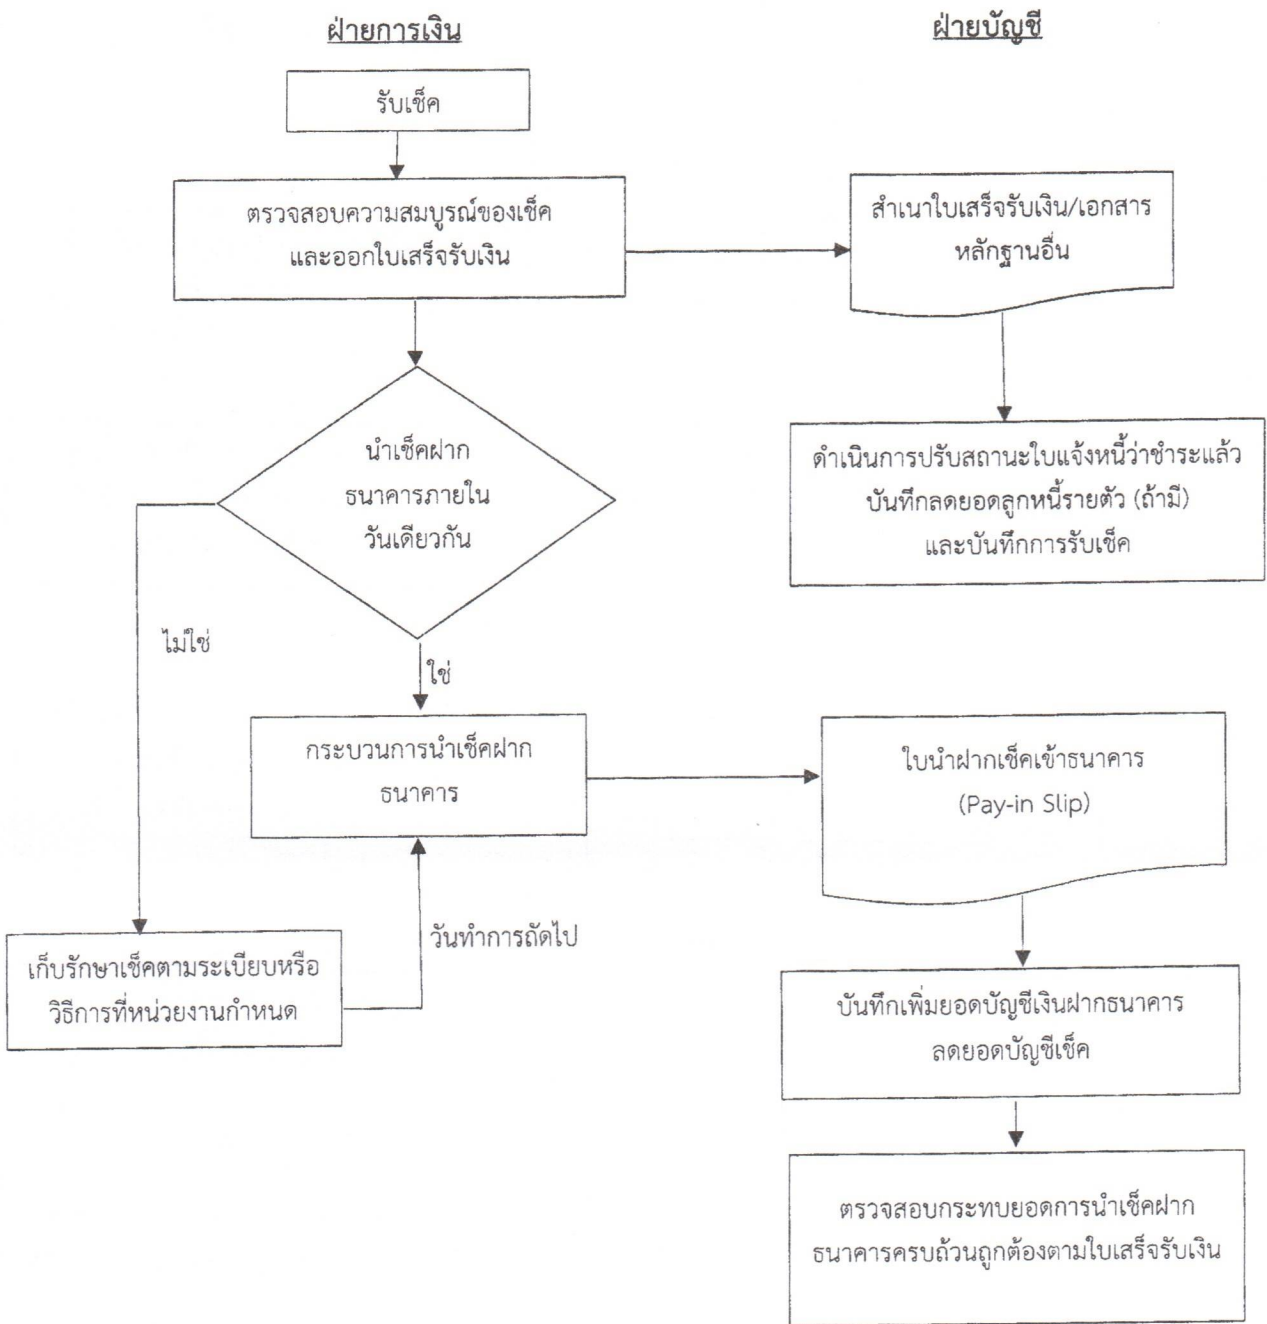 ฝ่ายการเงิน
ฝ่ายบัญชี
รับเช็ค
ตรวจสอบความสมบูรณ์ของเช็ค
และออกใบเสร็จรับเงิน
สำเนาใบเสร็จรับเงิน/เอกสาร
หลักฐานอื่น
นำเช็คฝาก
ธนาคารภายใน
วันเดียวกัน
ดำเนินการปรับสถานะใบแจ้งหนี้ว่าชำระแล้ว
บันทึกลดยอดลูกหนี้รายตัว (ถ้ามี)
และบันทึกการรับเช็ค
ไม่ใช่
ใช่
กระบวนการนำเช็คฝาก
ธนาคาร
ใบนำฝากเช็คเข้าธนาคาร
(Pay-in Slip)
วันทำการถัดไป
เก็บรักษาเช็คตามระเบียบหรือ
วิธีการที่หน่วยงานกำหนด
บันทึกเพิ่มยอดบัญชีเงินฝากธนาคาร
ลดยอดบัญชีเช็ค
ตรวจสอบกระทบยอดการนำเช็คฝาก
ธนาคารครบถ้วนถูกต้องตามใบเสร็จรับเงิน